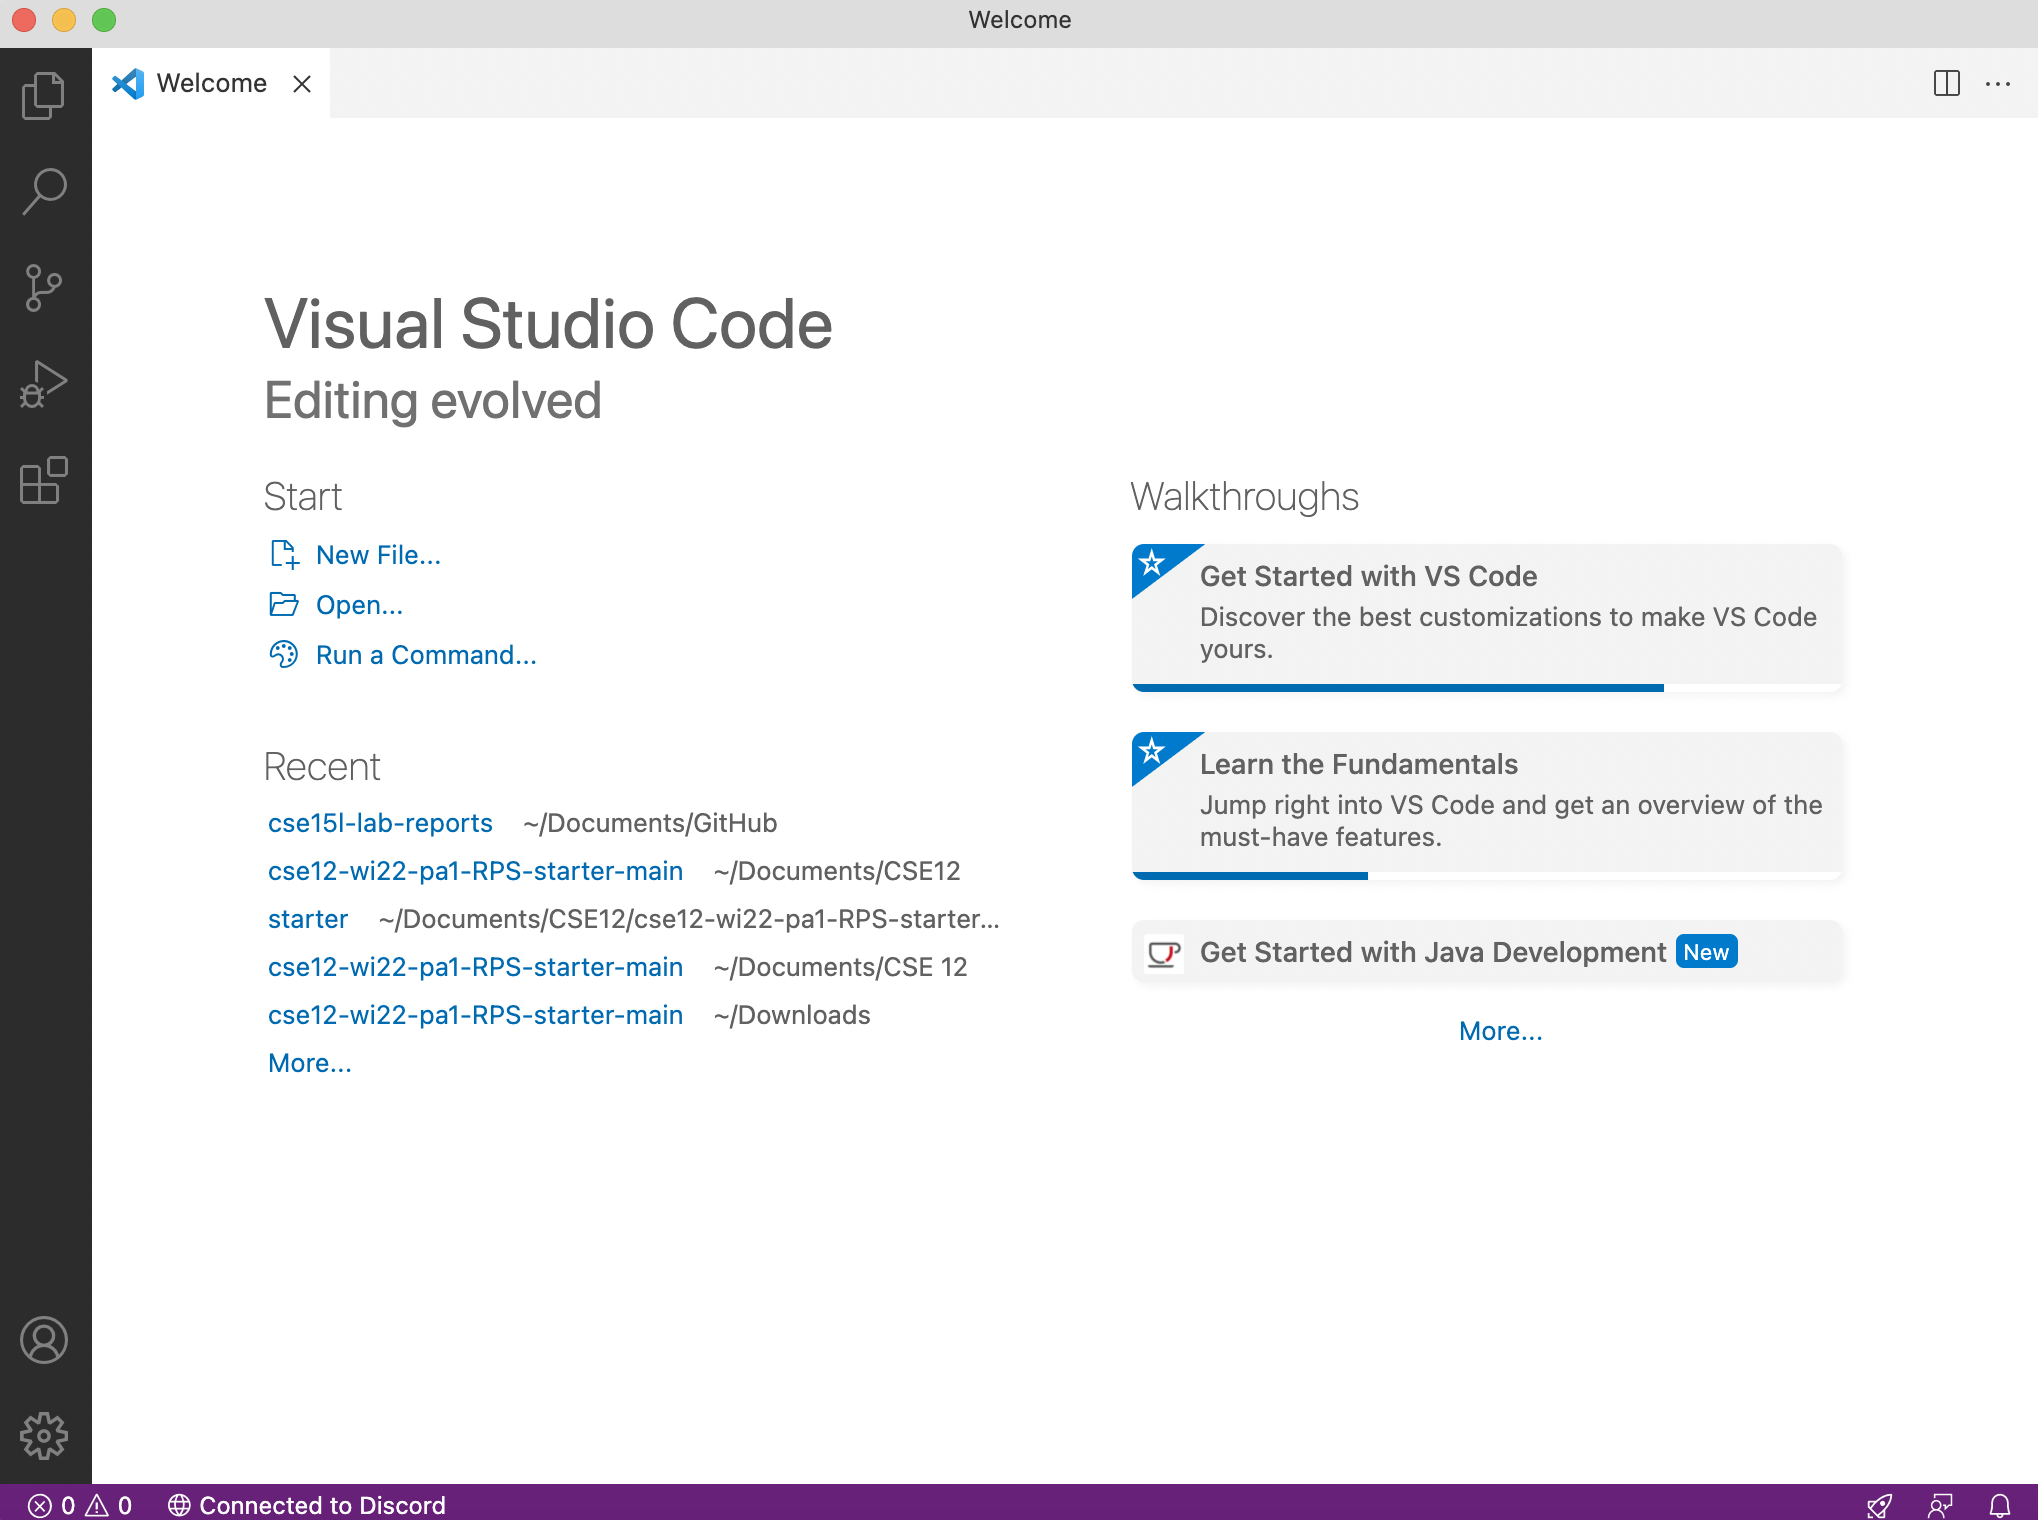 Welcome
Welcome
Visual Studio Code
Editing evolved
Start
New File...
Open...
Run a Command...
Recent
cse15l-lab-reports ~/Documents/GitHub
cse12-wi22-pa1-RPS-starter-main ~/Documents/CSE12
starter ~/Documents/CSE12/cse12-wi22-pa1-RPS-starter...
cse12-wi22-pa1-RPS-starter-main ~/Documents/CSE 12
cse12-wi22-pa1-RPS-starter-main ~/Downloads
More...
Walkthroughs
Get Started with VS Code
Discover the best customizations to make VS Code
yours.
Learn the Fundamentals
Jump right into VS Code and get an overview of the
must-have features.
Get Started with Java Development New
More...
0 0 Connected to Discord